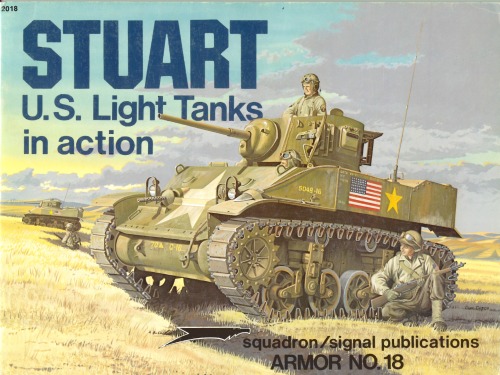 2018
STUART
U.S. Light Tanks
in action
squadron/signal publications
ARMOR NO.18